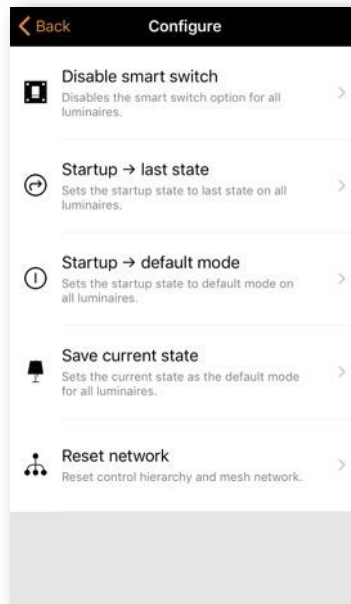 Back
Configure
Disable smart switch
Disables the smart switch option for all
luminaires.
Startup → last state
Sets the startup state to last state on all
luminaires.
Startup → default mode
Sets the startup state to default mode on
all luminaires.
Save current state
Sets the current state as the default mode
for all luminaires.
Reset network
Reset control hierarchy and mesh network.